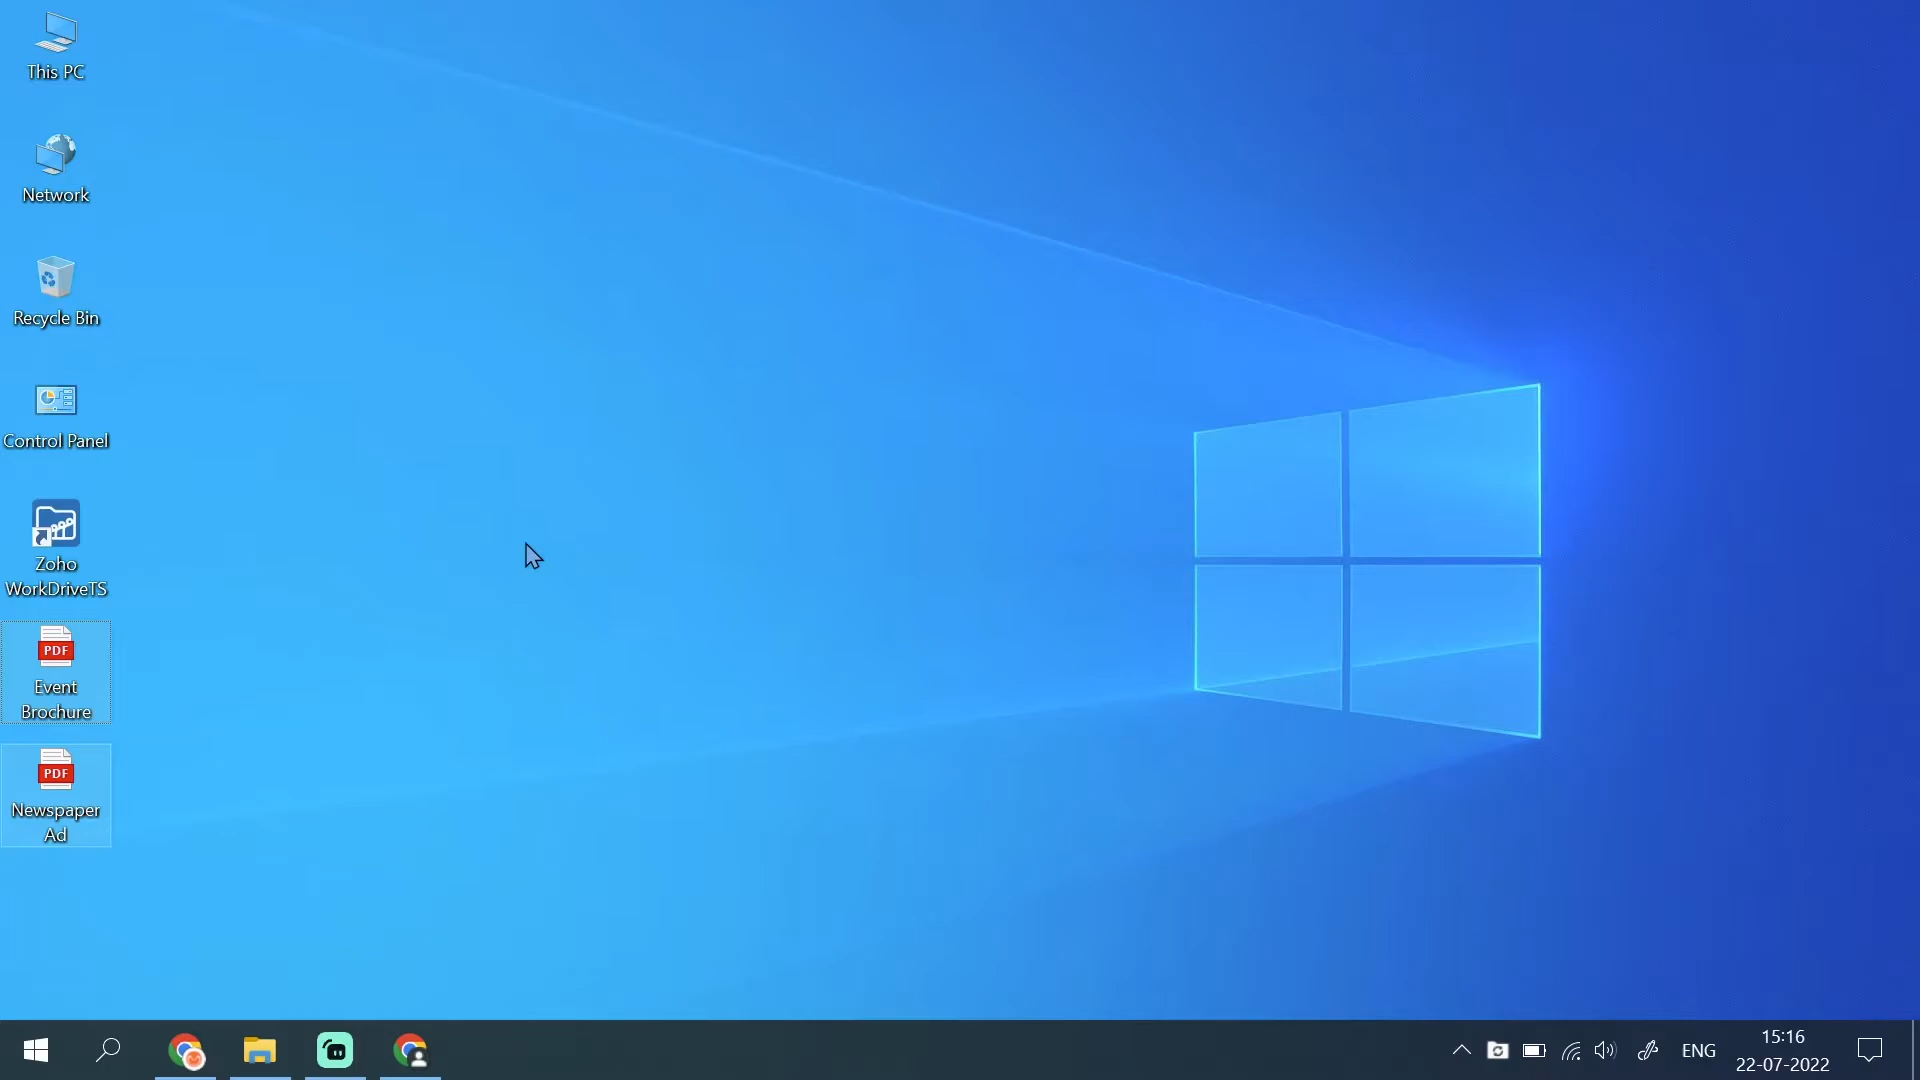 This PC
Network
Recycle Bin
Control Panel
Zoho
WorkDriveTS
PDF
Event
Brochure
PDF
Newspaper
Ad
ENG
15:16
22-07-2022